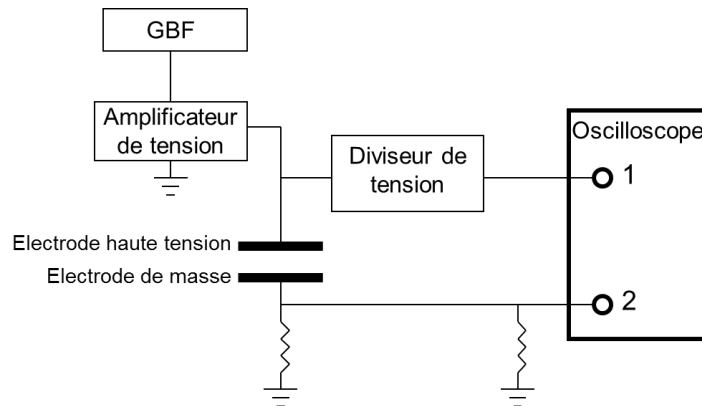 GBF
Amplificateur
de tension
Oscilloscope
Diviseur de
tension
1
Electrode haute tension
Electrode de masse
2